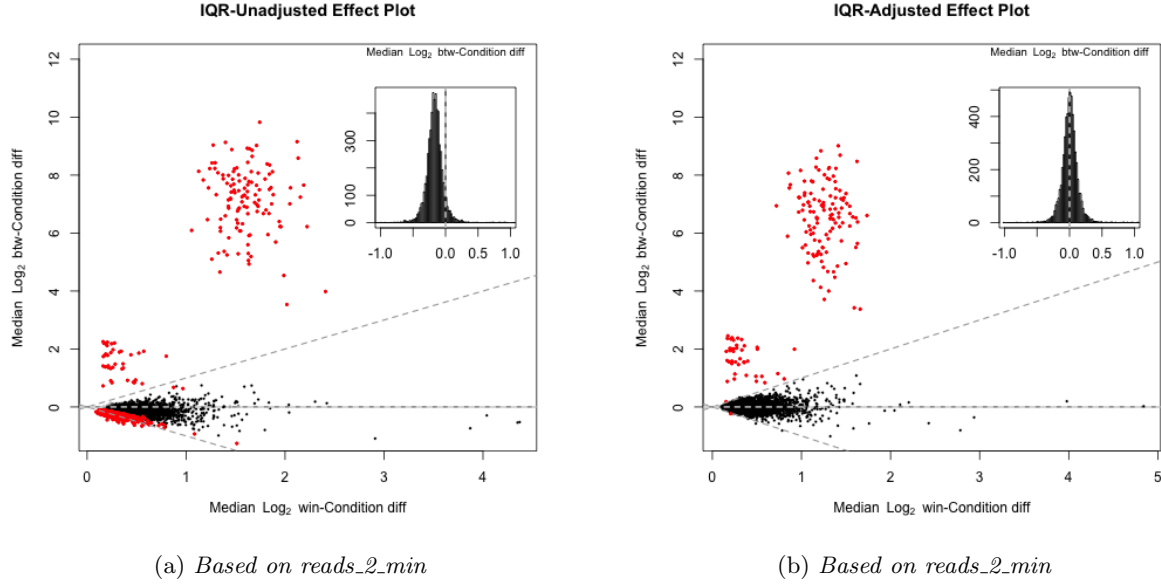 IQR-Unadjusted Effect Plot
Median Log2 btw-Condition diff
12
10
8
6
4
2
0
0 1 2 3 4
Median Log2 win-Condition diff
Median Log2 btw-Condition diff
300
100
0
-1.0 0.0 0.5 1.0
(a) Based on reads_2_min
IQR-Adjusted Effect Plot
Median Log2 btw-Condition diff
12
10
8
6
4
2
0
0 1 2 3 4 5
Median Log2 win-Condition diff
Median Log2 btw-Condition diff
400
200
0
-1.0 0.0 0.5 1.0
(b) Based on reads_2_min